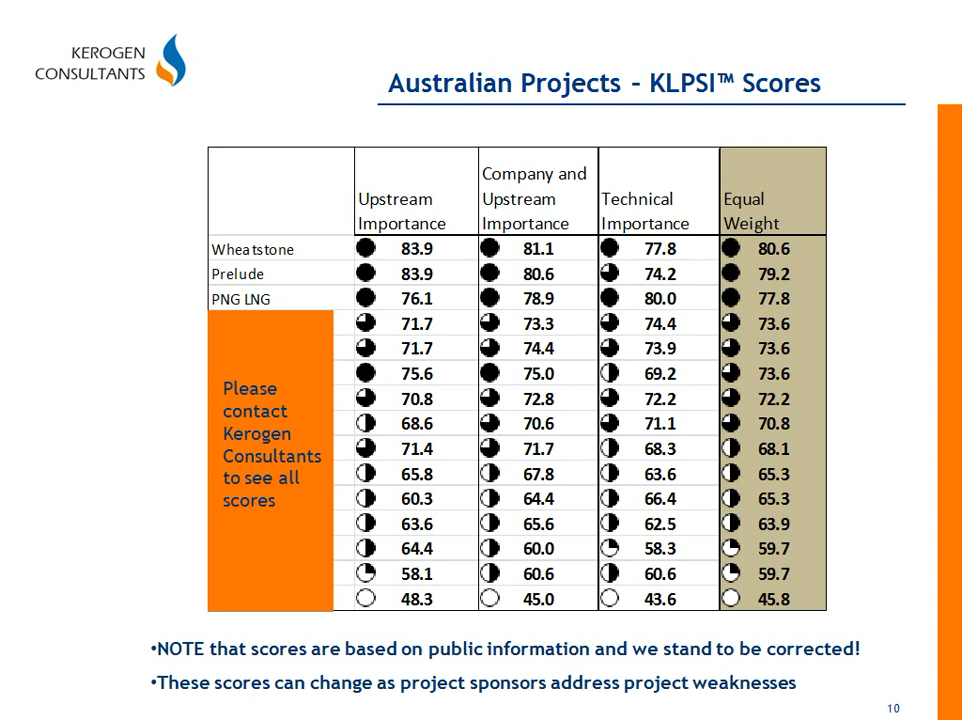 KEROGEN
CONSULTANTS
Australian Projects – KLPSI™ Scores
Upstream Importance Company and Upstream Importance Technical Importance Equal Weight
Wheatstone 83.9 81.1 77.8 80.6
Prelude 83.9 80.6 74.2 79.2
PNG LNG 76.1 78.9 80.0 77.8
71.7 73.3 74.4 73.6
71.7 74.4 73.9 73.6
75.6 75.0 69.2 73.6
70.8 72.8 72.2 72.2
68.6 70.6 71.1 70.8
71.4 71.7 68.3 68.1
65.8 67.8 63.6 65.3
60.3 64.4 66.4 65.3
63.6 65.6 62.5 63.9
64.4 60.0 58.3 59.7
58.1 60.6 60.6 59.7
48.3 45.0 43.6 45.8
Please
contact
Kerogen
Consultants
to see all
scores
•NOTE that scores are based on public information and we stand to be corrected!
•These scores can change as project sponsors address project weaknesses
10